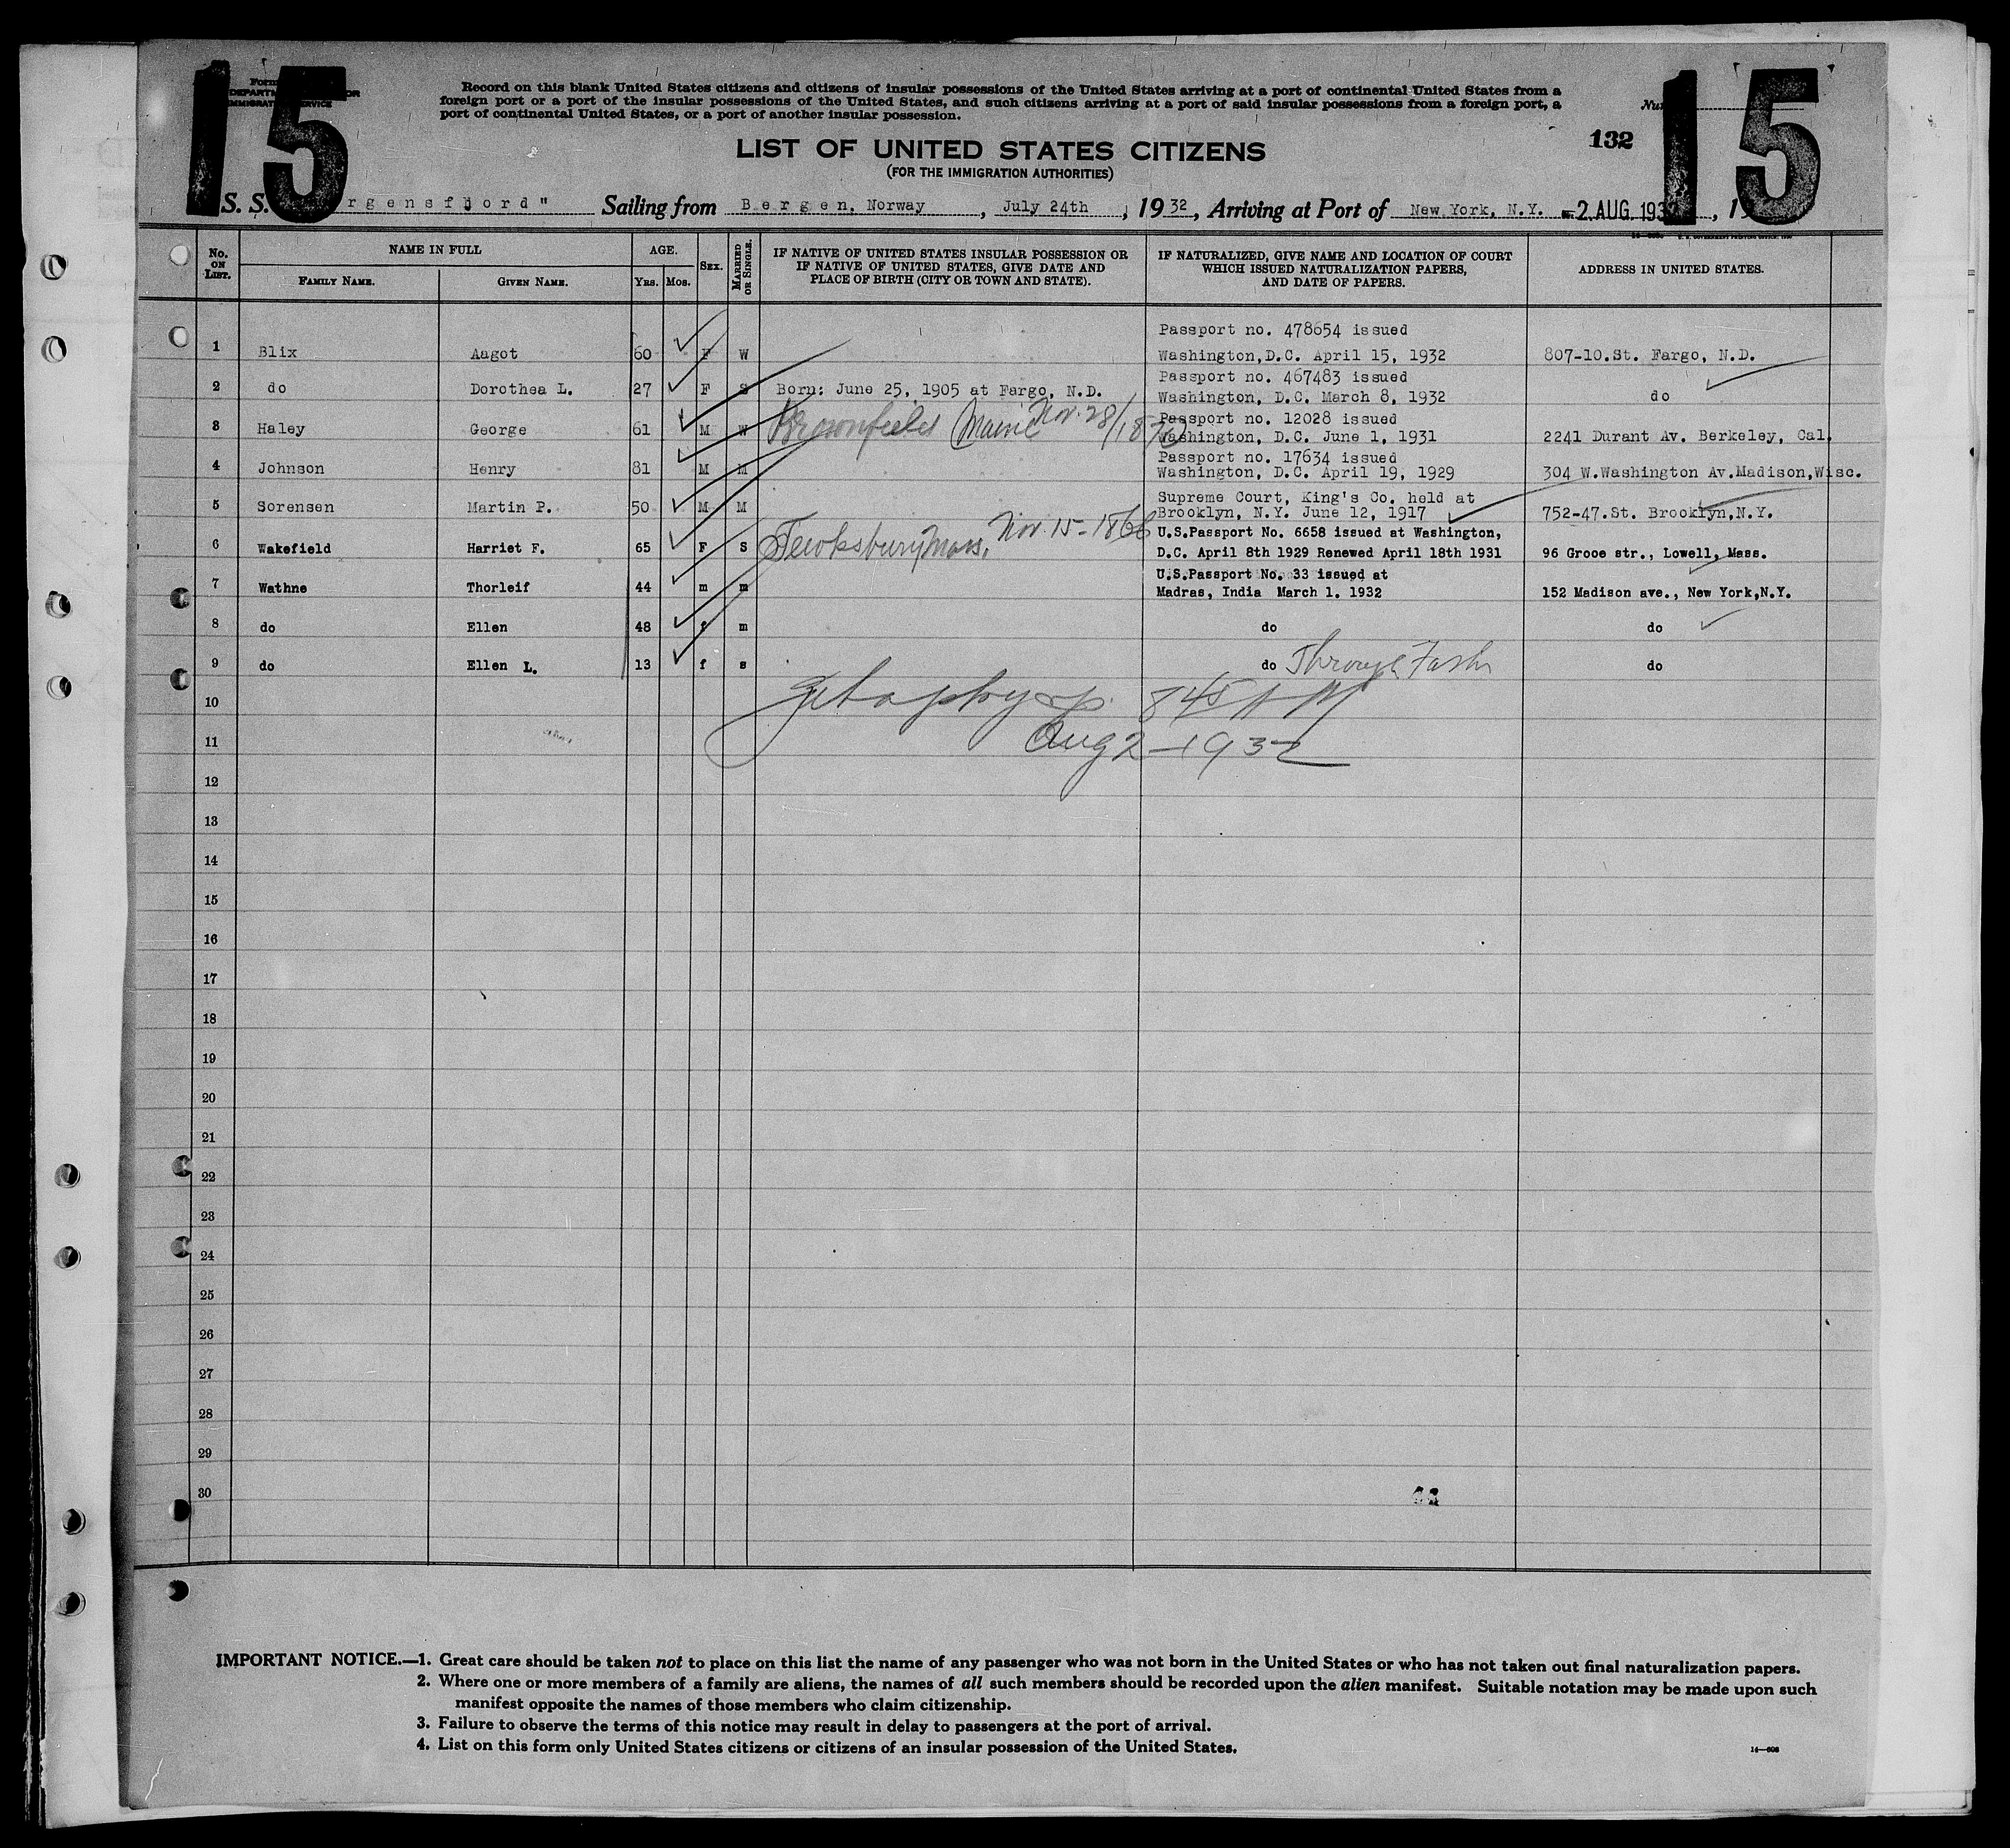 15
15
Record on this blank United States citizens and citizens of insular possessions of the United States arriving at a port of continental United States from a
foreign port or a port of the insular possessions of the United States, and such citizens arriving at a port of said insular possessions from a foreign port, a
port of continental United States, or a port of another insular possession.
132
LIST OF UNITED STATES CITIZENS
(FOR THE IMMIGRATION AUTHORITIES)
S. S. rgensfjord" Sailing from Bergen, Norway, July 24th, 1932, Arriving at Port of New York, N.Y. 2 AUG. 193
No. ON LIST. NAME IN FULL AGE. SEX. MARRIED OR SINGLE. IF NATIVE OF UNITED STATES INSULAR POSSESSION OR IF NATIVE OF UNITED STATES, GIVE DATE AND PLACE OF BIRTH (CITY OR TOWN AND STATE). IF NATURALIZED, GIVE NAME AND LOCATION OF COURT WHICH ISSUED NATURALIZATION PAPERS, AND DATE OF PAPERS. ADDRESS IN UNITED STATES.
FAMILY NAME. GIVEN NAME. YRS. MOS.
Passport no. 478654 issued
1 Blix Aagot 60 F W Washington, D.C. April 15, 1932 807-10.St. Fargo, N.D.
Passport no. 467483 issued
2 do Dorothea L. 27 F S Born: June 25, 1905 at Fargo, N.D. Washington, D.C. March 8, 1932 do
Passport no. 12028 issued
3 Haley George 61 M W Brownfield Maine Nov. 28/1870 Washington, D.C. June 1, 1931 2241 Durant Av. Berkeley, Cal.
Passport no. 17634 issued
4 Johnson Henry 81 M M Washington, D.C. April 19, 1929 304 W.Washington Av.Madison,Wisc.
Supreme Court, King's Co. held at
5 Sorensen Martin P. 50 M M Brooklyn, N.Y. June 12, 1917 752-47.St. Brooklyn,N.Y.
U.S.Passport No. 6658 issued at Washington,
6 Wakefield Harriet F. 65 F S Tewksbury Mass. Nov. 15-1866 D.C. April 8th 1929 Renewed April 18th 1931 96 Grooe str., Lowell, Mass.
U.S.Passport No. 33 issued at
7 Wathne Thorleif 44 m m Madras, India March 1. 1932 152 Madison ave., New York,N.Y.
8 do Ellen 48 f m do do
9 do Ellen L. 13 f s do Through Father do
10 845 AM
11 Aug 2-1932
12
13
14
15
16
17
18
19
20
21
22
23
24
25
26
27
28
29
30
IMPORTANT NOTICE.—1. Great care should be taken not to place on this list the name of any passenger who was not born in the United States or who has not taken out final naturalization papers.
2. Where one or more members of a family are aliens, the names of all such members should be recorded upon the alien manifest. Suitable notation may be made upon such
manifest opposite the names of those members who claim citizenship.
3. Failure to observe the terms of this notice may result in delay to passengers at the port of arrival.
4. List on this form only United States citizens or citizens of an insular possession of the United States.